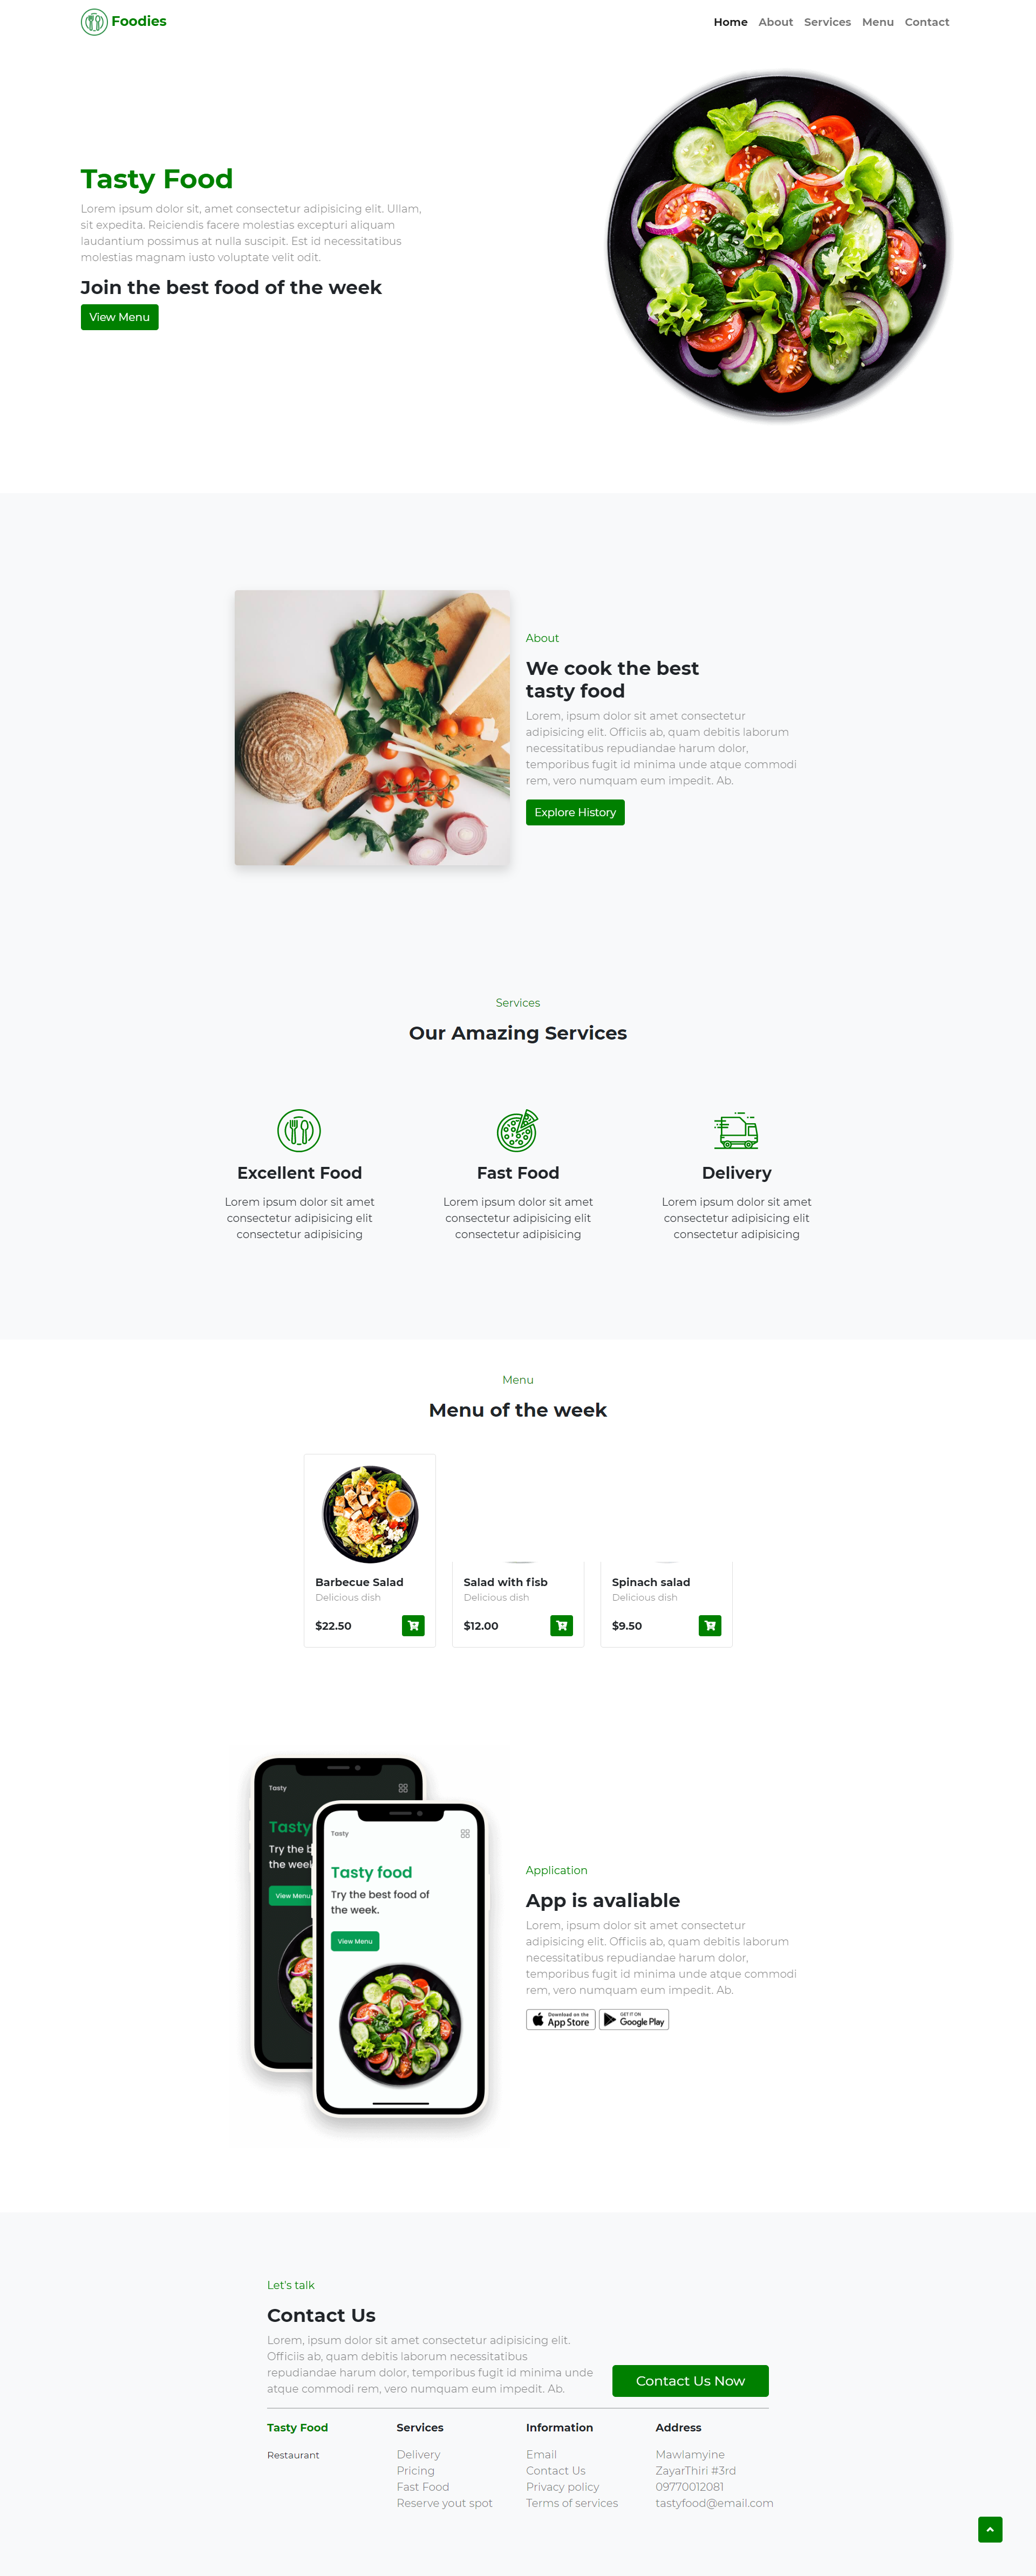 Foodies
Home About Services Menu Contact
Tasty Food
Lorem ipsum dolor sit, amet consectetur adipisicing elit. Ullam,
sit expedita. Reiciendis facere molestias excepturi aliquam
laudantium possimus at nulla suscipit. Est id necessitatibus
molestias magnam iusto voluptate velit odit.
Join the best food of the week
View Menu
About
We cook the best
tasty food
Lorem, ipsum dolor sit amet consectetur
adipisicing elit. Officiis ab, quam debitis laborum
necessitatibus repudiandae harum dolor,
temporibus fugit id minima unde atque commodi
rem, vero numquam eum impedit. Ab.
Explore History
Services
Our Amazing Services
Excellent Food
Lorem ipsum dolor sit amet
consectetur adipisicing elit
consectetur adipisicing
Fast Food
Lorem ipsum dolor sit amet
consectetur adipisicing elit
consectetur adipisicing
Delivery
Lorem ipsum dolor sit amet
consectetur adipisicing elit
consectetur adipisicing
Menu
Menu of the week
Barbecue Salad
Delicious dish
$22.50
Salad with fisb
Delicious dish
$12.00
Spinach salad
Delicious dish
$9.50
Tasty
Tasty
Try the b
the weel
View Menu
Tasty
Tasty food
Try the best food of
the week.
View Menu
Application
App is avaliable
Lorem, ipsum dolor sit amet consectetur
adipisicing elit. Officiis ab, quam debitis laborum
necessitatibus repudiandae harum dolor,
temporibus fugit id minima unde atque commodi
rem, vero numquam eum impedit. Ab.
Download on the
App Store
GET IT ON
Google Play
Let's talk
Contact Us
Lorem, ipsum dolor sit amet consectetur adipisicing elit.
Officiis ab, quam debitis laborum necessitatibus
repudiandae harum dolor, temporibus fugit id minima unde
atque commodi rem, vero numquam eum impedit. Ab.
Contact Us Now
Tasty Food
Restaurant
Services
Delivery
Pricing
Fast Food
Reserve yout spot
Information
Email
Contact Us
Privacy policy
Terms of services
Address
Mawlamyine
ZayarThiri #3rd
09770012081
tastyfood@email.com